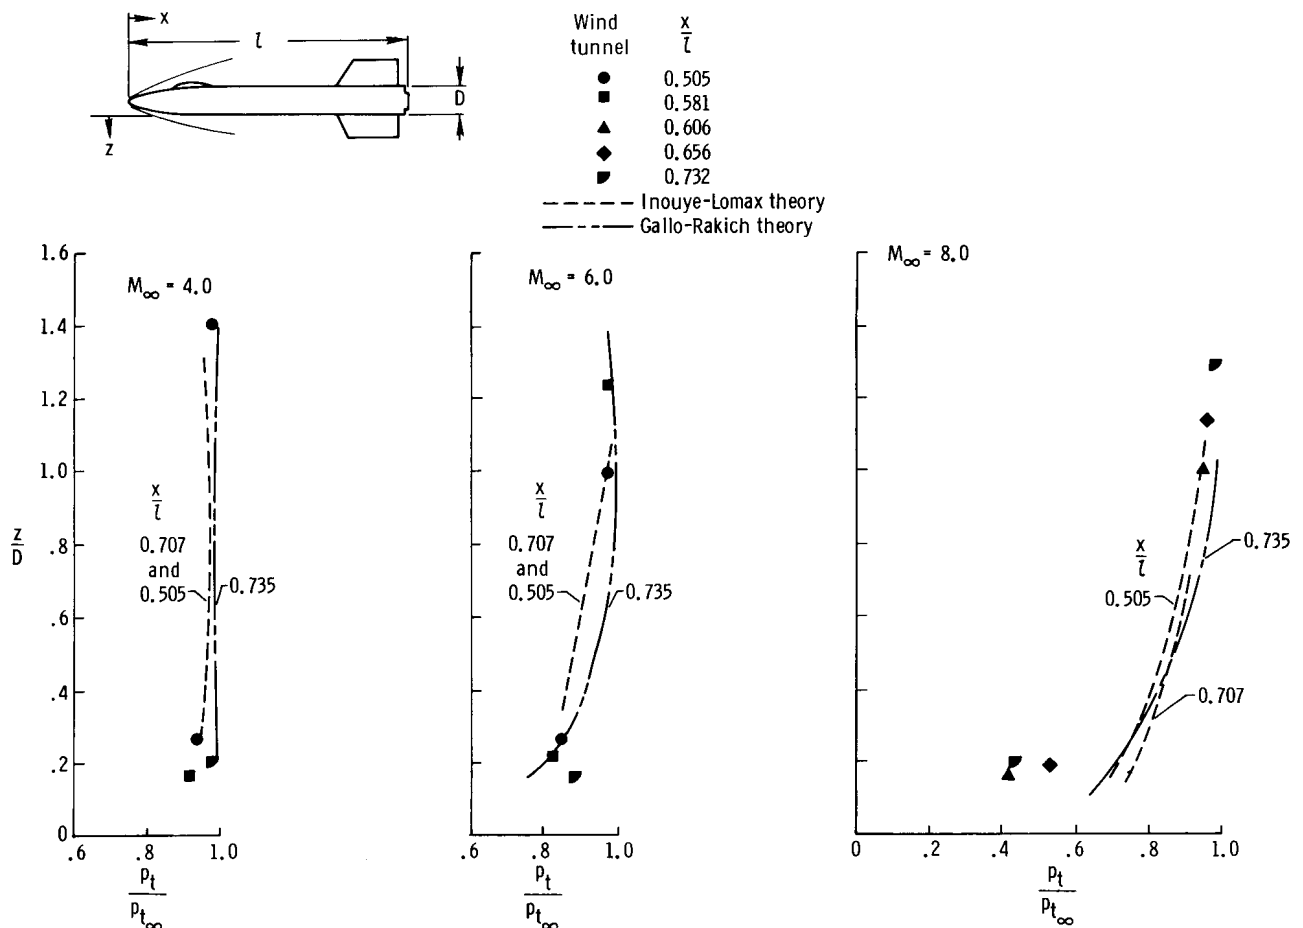 x
l
D
z
Wind tunnel
x/l
0.505
0.581
0.606
0.656
0.732
Inouye-Lomax theory
Gallo-Rakich theory
M∞ = 4.0
1.6
1.4
1.2
1.0
.8
.6
.4
.2
0
z/D
x/l
0.707
and
0.505
0.735
.6
.8
1.0
pt/pt∞
M∞ = 6.0
x/l
0.707
and
0.505
0.735
.6
.8
1.0
pt/pt∞
M∞ = 8.0
x/l
0.505
0.735
0.707
0
.2
.4
.6
.8
1.0
pt/pt∞